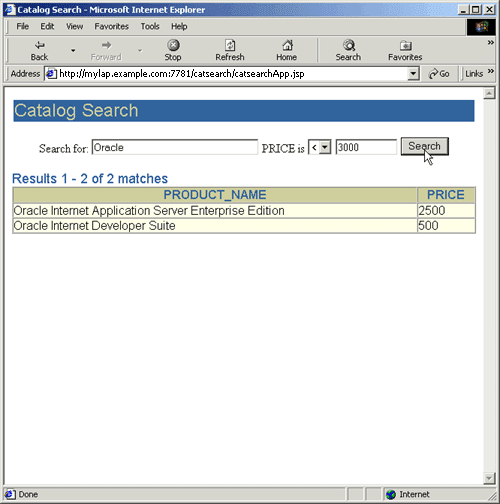 Catalog Search - Microsoft Internet Explorer
File Edit View Favorites Tools Help
Back Forward Stop Refresh Home Search Favorites »
Address http://mylap.example.com:7781/catsearch/catsearchApp.jsp Go Links »
Catalog Search
Search for: Oracle PRICE is < 3000 Search
Results 1 - 2 of 2 matches
PRODUCT_NAME PRICE
Oracle Internet Application Server Enterprise Edition 2500
Oracle Internet Developer Suite 500
Done Internet